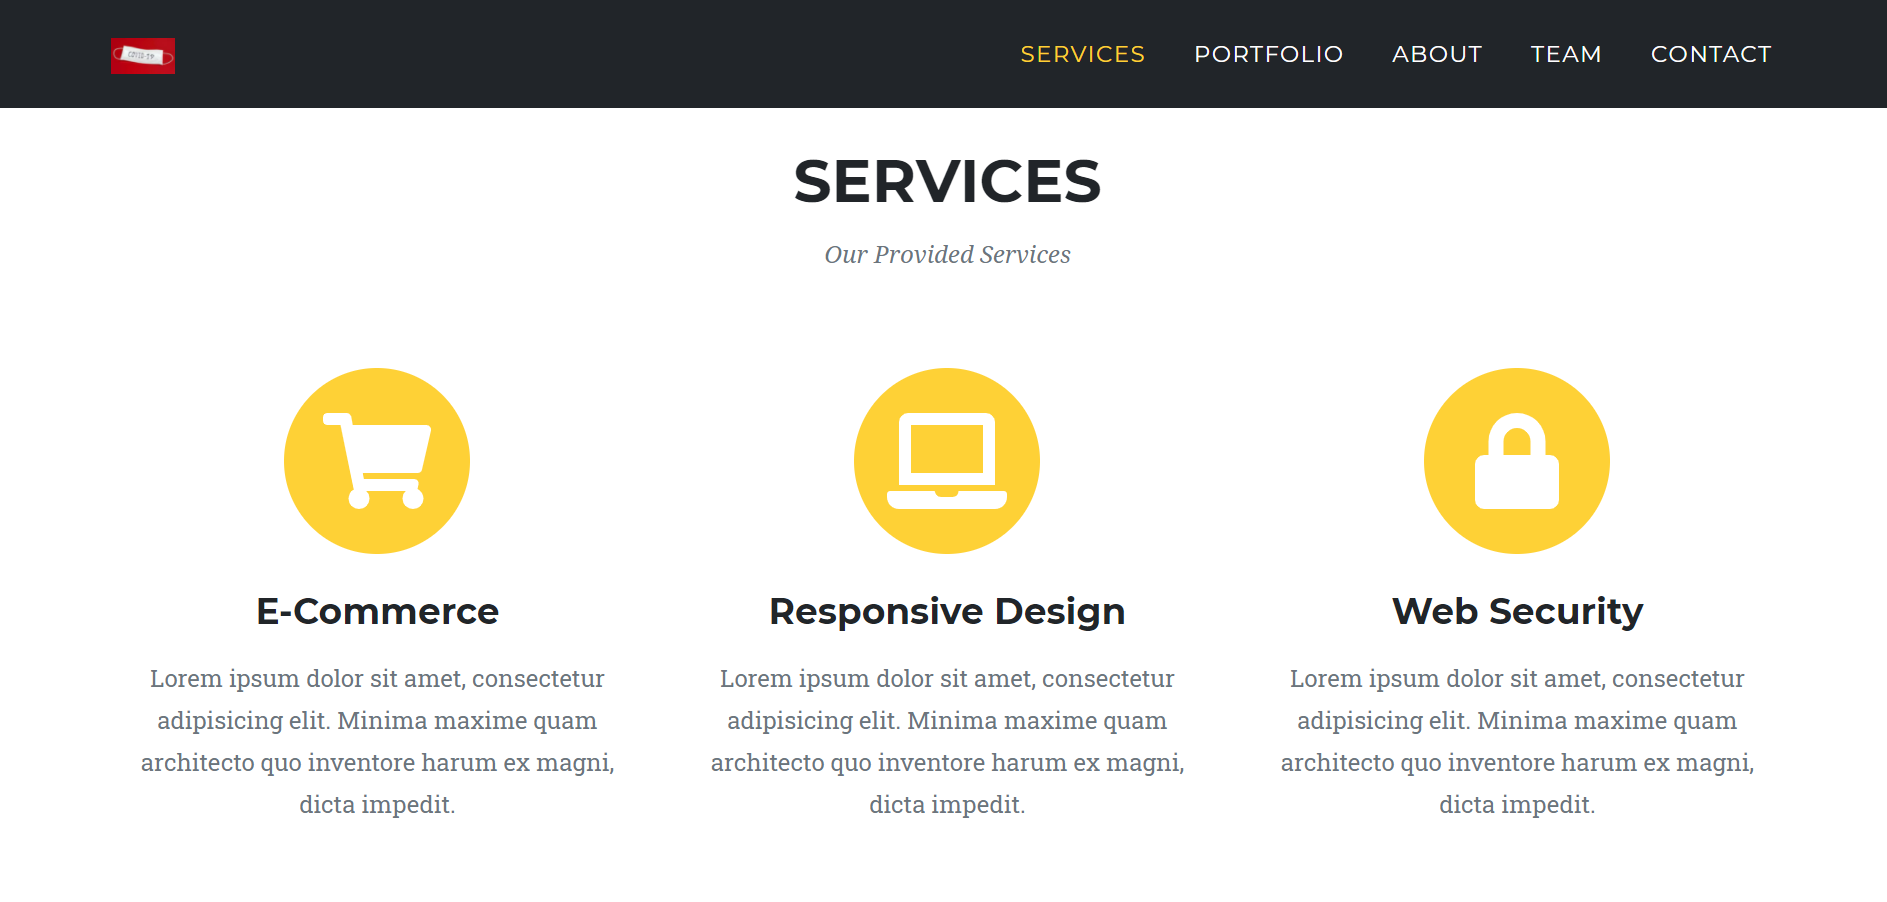 COVID-19
SERVICES PORTFOLIO ABOUT TEAM CONTACT
SERVICES
Our Provided Services
E-Commerce
Lorem ipsum dolor sit amet, consectetur
adipisicing elit. Minima maxime quam
architecto quo inventore harum ex magni,
dicta impedit.
Responsive Design
Lorem ipsum dolor sit amet, consectetur
adipisicing elit. Minima maxime quam
architecto quo inventore harum ex magni,
dicta impedit.
Web Security
Lorem ipsum dolor sit amet, consectetur
adipisicing elit. Minima maxime quam
architecto quo inventore harum ex magni,
dicta impedit.